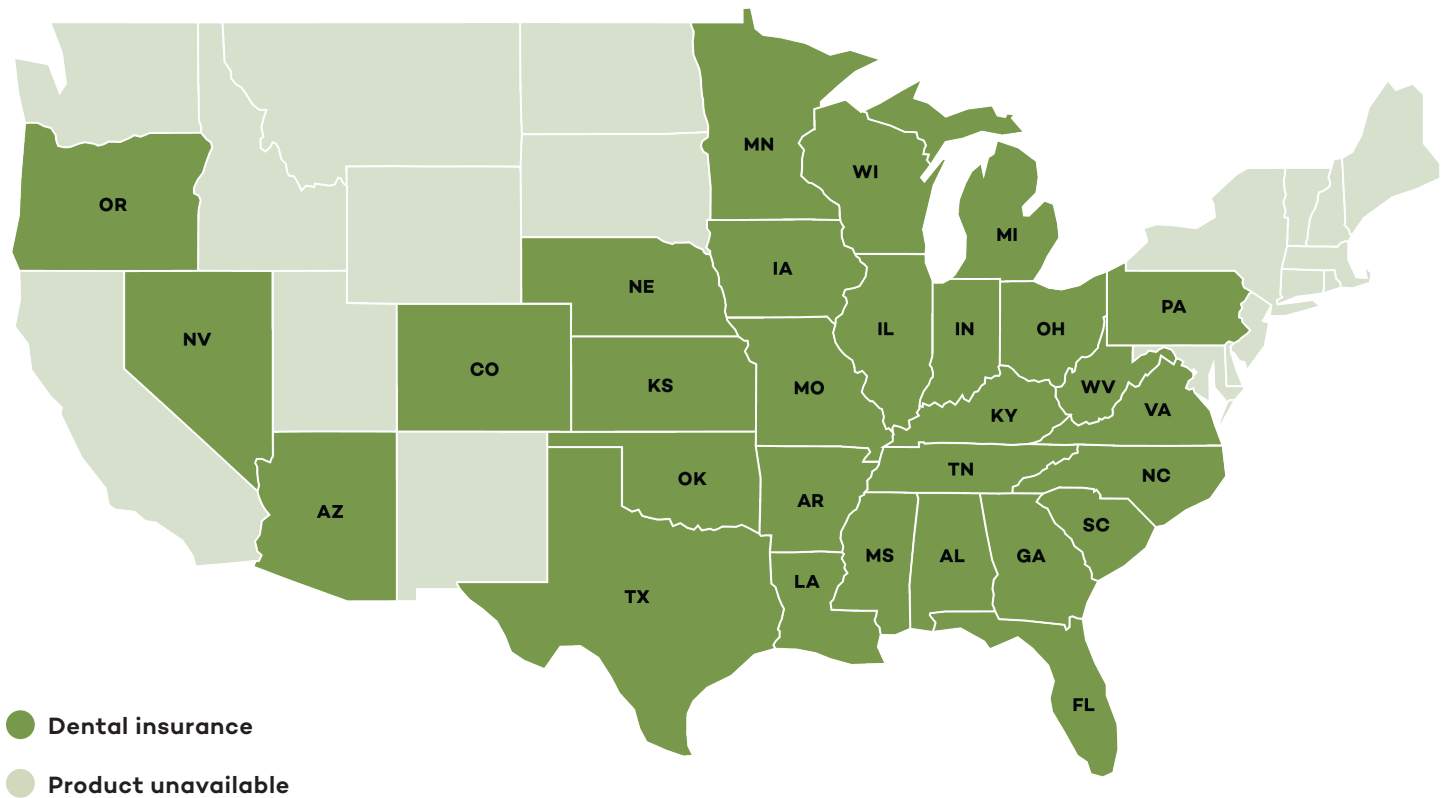 MN
WI
OR
MI
IA
NE
PA
NV
IL
IN
OH
CO
KS
MO
WV
VA
KY
TN
NC
OK
AR
AZ
SC
MS
AL
GA
LA
TX
FL
Dental insurance
Product unavailable